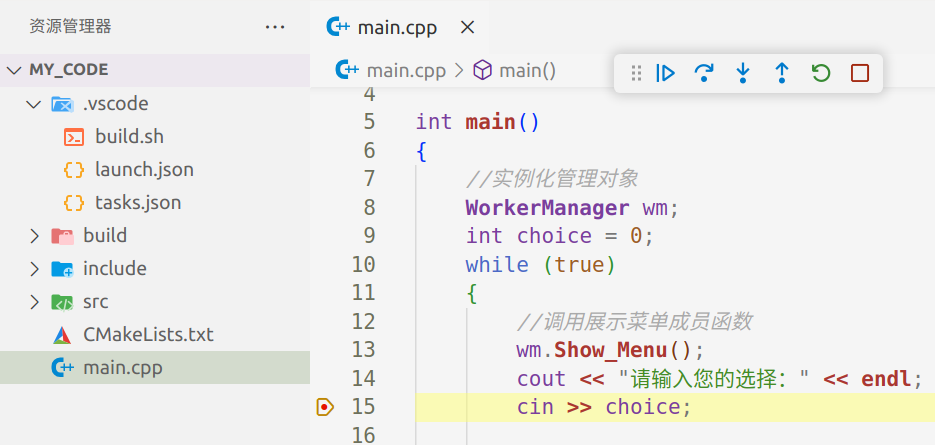 资源管理器 ···
MY_CODE
.vscode
build.sh
launch.json
tasks.json
build
include
src
CMakeLists.txt
main.cpp
main.cpp
main.cpp > main()
4
5 int main()
6 {
7 //实例化管理对象
8 WorkerManager wm;
9 int choice = 0;
10 while (true)
11 {
12 //调用展示菜单成员函数
13 wm.Show_Menu();
14 cout << "请输入您的选择：" << endl;
15 cin >> choice;
16